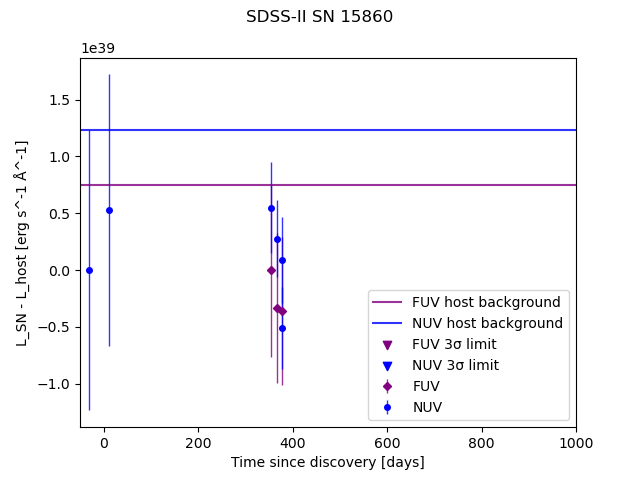 SDSS-II SN 15860
1e39
L_SN - L_host [erg s^-1 Å^-1]
1.5
1.0
0.5
0.0
−0.5
−1.0
FUV host background
NUV host background
FUV 3σ limit
NUV 3σ limit
FUV
NUV
0 200 400 600 800 1000
Time since discovery [days]